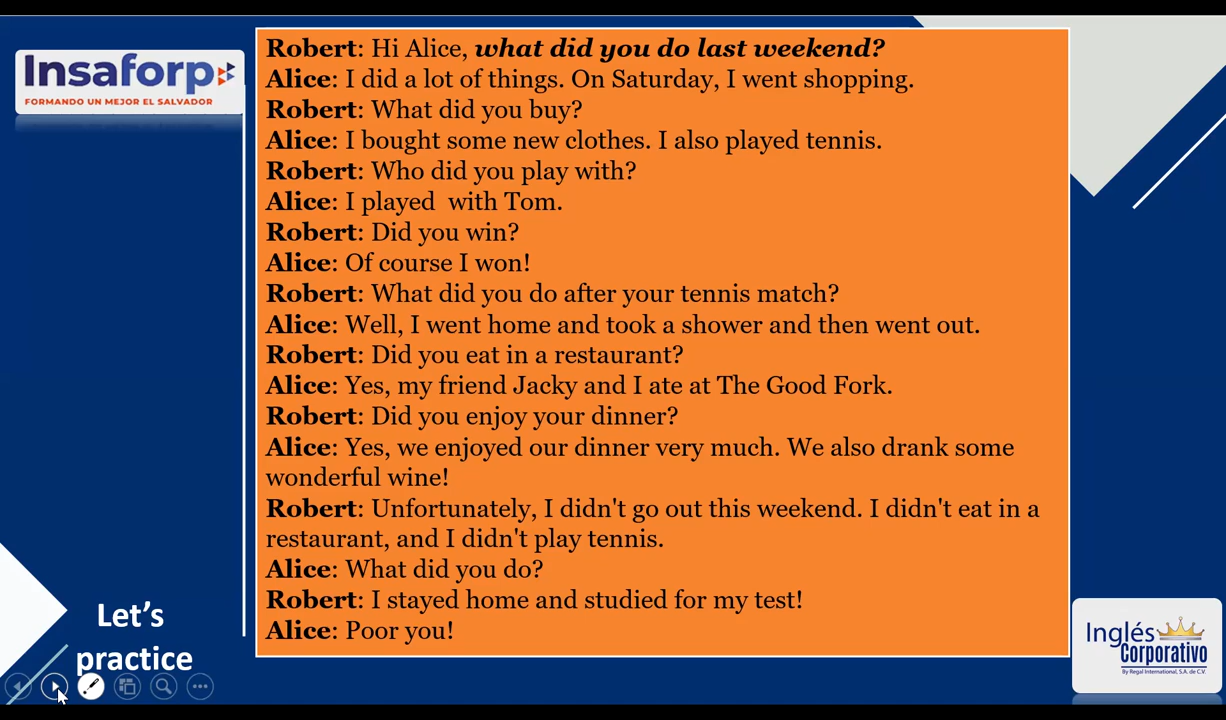 Insaforp
FORMANDO UN MEJOR EL SALVADOR
Robert: Hi Alice, what did you do last weekend?
Alice: I did a lot of things. On Saturday, I went shopping.
Robert: What did you buy?
Alice: I bought some new clothes. I also played tennis.
Robert: Who did you play with?
Alice: I played  with Tom.
Robert: Did you win?
Alice: Of course I won!
Robert: What did you do after your tennis match?
Alice: Well, I went home and took a shower and then went out.
Robert: Did you eat in a restaurant?
Alice: Yes, my friend Jacky and I ate at The Good Fork.
Robert: Did you enjoy your dinner?
Alice: Yes, we enjoyed our dinner very much. We also drank some
wonderful wine!
Robert: Unfortunately, I didn't go out this weekend. I didn't eat in a
restaurant, and I didn't play tennis.
Alice: What did you do?
Robert: I stayed home and studied for my test!
Alice: Poor you!
Let's
practice
Inglés
Corporativo
By Regal International, S.A. de C.V.